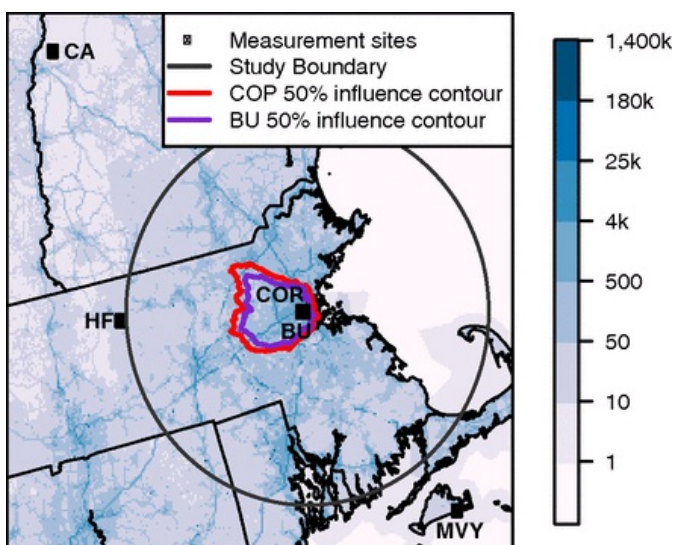 Measurement sites
Study Boundary
COP 50% influence contour
BU 50% influence contour
CA
HF
COR
BU
MVY
1,400k
180k
25k
4k
500
50
10
1